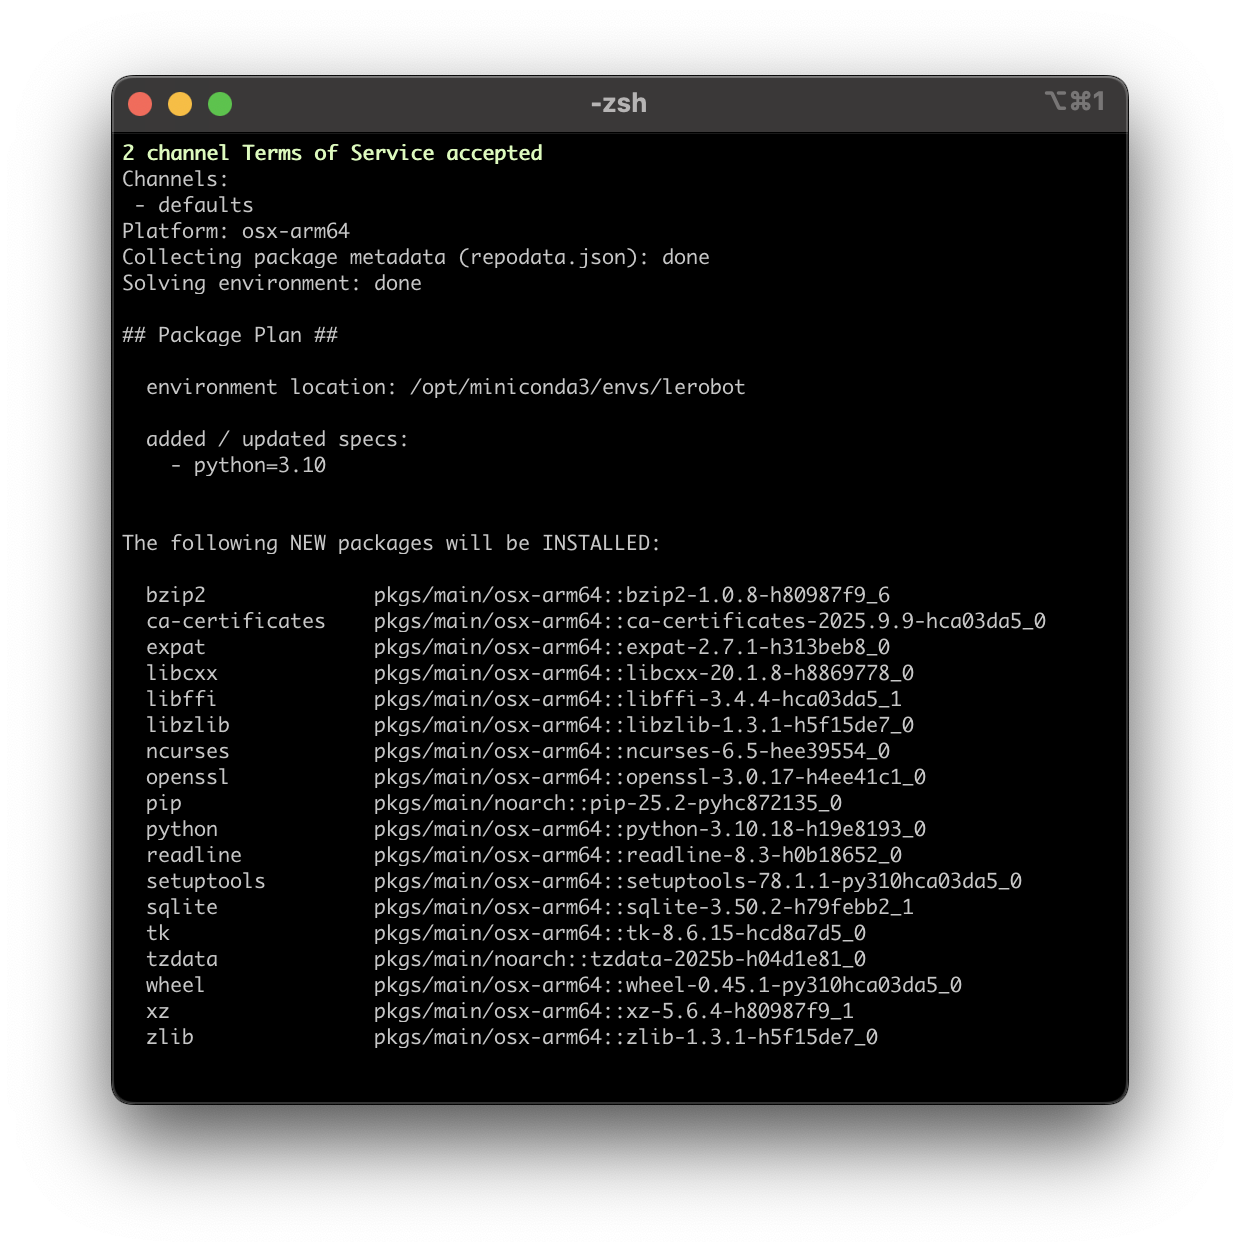 -zsh
⌥⌘1
2 channel Terms of Service accepted
Channels:
 - defaults
Platform: osx-arm64
Collecting package metadata (repodata.json): done
Solving environment: done

## Package Plan ##

  environment location: /opt/miniconda3/envs/lerobot

  added / updated specs:
    - python=3.10


The following NEW packages will be INSTALLED:

  bzip2              pkgs/main/osx-arm64::bzip2-1.0.8-h80987f9_6
  ca-certificates    pkgs/main/osx-arm64::ca-certificates-2025.9.9-hca03da5_0
  expat              pkgs/main/osx-arm64::expat-2.7.1-h313beb8_0
  libcxx             pkgs/main/osx-arm64::libcxx-20.1.8-h8869778_0
  libffi             pkgs/main/osx-arm64::libffi-3.4.4-hca03da5_1
  libzlib            pkgs/main/osx-arm64::libzlib-1.3.1-h5f15de7_0
  ncurses            pkgs/main/osx-arm64::ncurses-6.5-hee39554_0
  openssl            pkgs/main/osx-arm64::openssl-3.0.17-h4ee41c1_0
  pip                pkgs/main/noarch::pip-25.2-pyhc872135_0
  python             pkgs/main/osx-arm64::python-3.10.18-h19e8193_0
  readline           pkgs/main/osx-arm64::readline-8.3-h0b18652_0
  setuptools         pkgs/main/osx-arm64::setuptools-78.1.1-py310hca03da5_0
  sqlite             pkgs/main/osx-arm64::sqlite-3.50.2-h79febb2_1
  tk                 pkgs/main/osx-arm64::tk-8.6.15-hcd8a7d5_0
  tzdata             pkgs/main/noarch::tzdata-2025b-h04d1e81_0
  wheel              pkgs/main/osx-arm64::wheel-0.45.1-py310hca03da5_0
  xz                 pkgs/main/osx-arm64::xz-5.6.4-h80987f9_1
  zlib               pkgs/main/osx-arm64::zlib-1.3.1-h5f15de7_0